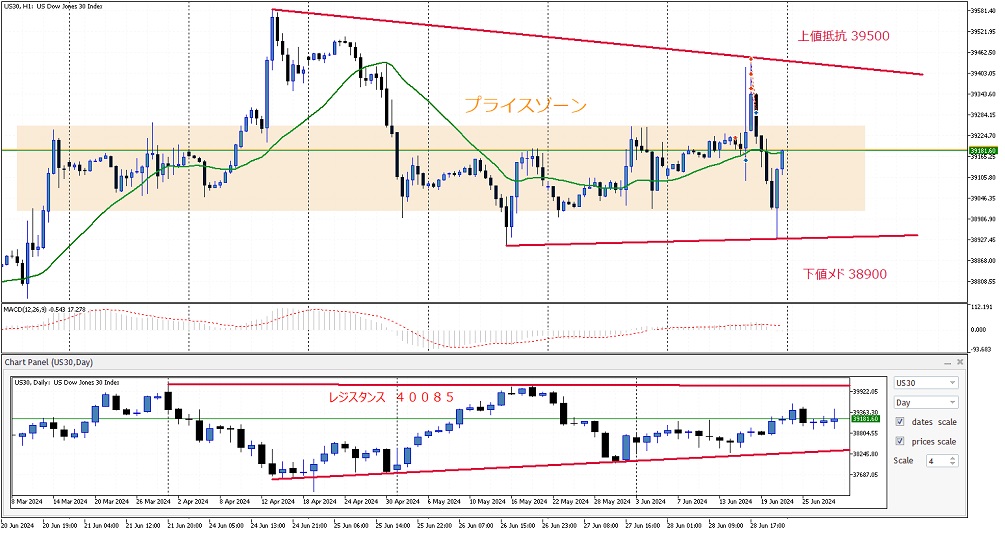 US30, H1: US Dow Jones 30 Index
39581.40
39521.95
上値抵抗 39500
39462.50
39403.05
39343.60
プライスゾーン
39284.15
39224.70
39181.60
39165.25
39105.80
39046.35
38986.90
38927.45
38868.00
下値メド 38900
38808.55
MACD(12,26,9) -0.543 17.278
112.191
0.000
-93.683
Chart Panel (US30,Day)
US30, Daily: US Dow Jones 30 Index
レジスタンス ４００８５
39922.05
39363.30
39181.60
38804.55
38245.80
37687.05
US30
Day
dates scale
prices scale
Scale 4
8 Mar 2024 14 Mar 2024 20 Mar 2024 26 Mar 2024 2 Apr 2024 8 Apr 2024 12 Apr 2024 18 Apr 2024 24 Apr 2024 30 Apr 2024 6 May 2024 10 May 2024 16 May 2024 22 May 2024 28 May 2024 3 Jun 2024 7 Jun 2024 13 Jun 2024 19 Jun 2024 25 Jun 2024
20 Jun 2024 20 Jun 19:00 21 Jun 04:00 21 Jun 12:00 21 Jun 20:00 24 Jun 05:00 24 Jun 13:00 24 Jun 21:00 25 Jun 06:00 25 Jun 14:00 25 Jun 22:00 26 Jun 07:00 26 Jun 15:00 26 Jun 23:00 27 Jun 08:00 27 Jun 16:00 28 Jun 01:00 28 Jun 09:00 28 Jun 17:00